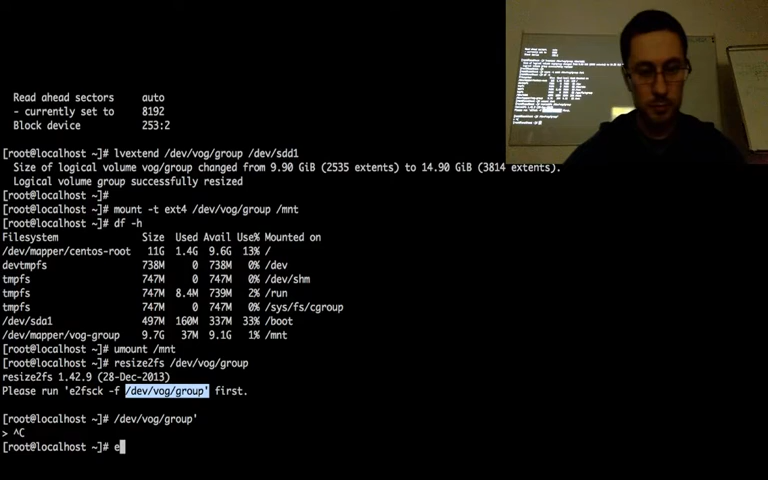 Read ahead sectors auto
- currently set to 8192
Block device 253:2
[root@localhost ~]# lvextend /dev/vog/group /dev/sdd1
Size of logical volume vog/group changed from 9.90 GiB (2535 extents) to 14.90 GiB (3814 extents).
Logical volume group successfully resized
[root@localhost ~]#
[root@localhost ~]# mount -t ext4 /dev/vog/group /mnt
[root@localhost ~]# df -h
Filesystem Size Used Avail Use% Mounted on
/dev/mapper/centos-root 11G 1.4G 9.6G 13% /
devtmpfs 738M 0 738M 0% /dev
tmpfs 747M 0 747M 0% /dev/shm
tmpfs 747M 8.4M 739M 2% /run
tmpfs 747M 0 747M 0% /sys/fs/cgroup
/dev/sda1 497M 160M 337M 33% /boot
/dev/mapper/vog-group 9.7G 37M 9.1G 1% /mnt
[root@localhost ~]# umount /mnt
[root@localhost ~]# resize2fs /dev/vog/group
resize2fs 1.42.9 (28-Dec-2013)
Please run 'e2fsck -f /dev/vog/group' first.
[root@localhost ~]# /dev/vog/group'
> ^C
[root@localhost ~]# e